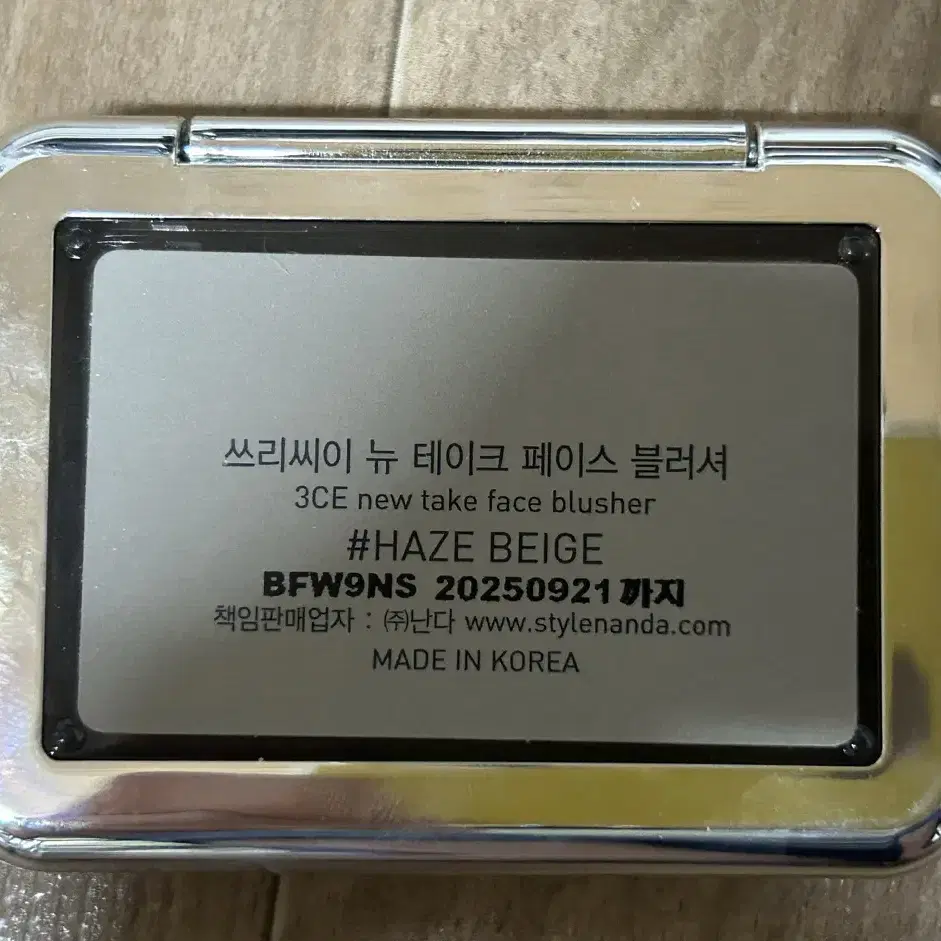 쓰리씨이 뉴 테이크 페이스 블러셔
3CE new take face blusher
#HAZE BEIGE
BFW9NS 20250921까지
책임판매업자 : ㈜난다 www.stylenanda.com
MADE IN KOREA